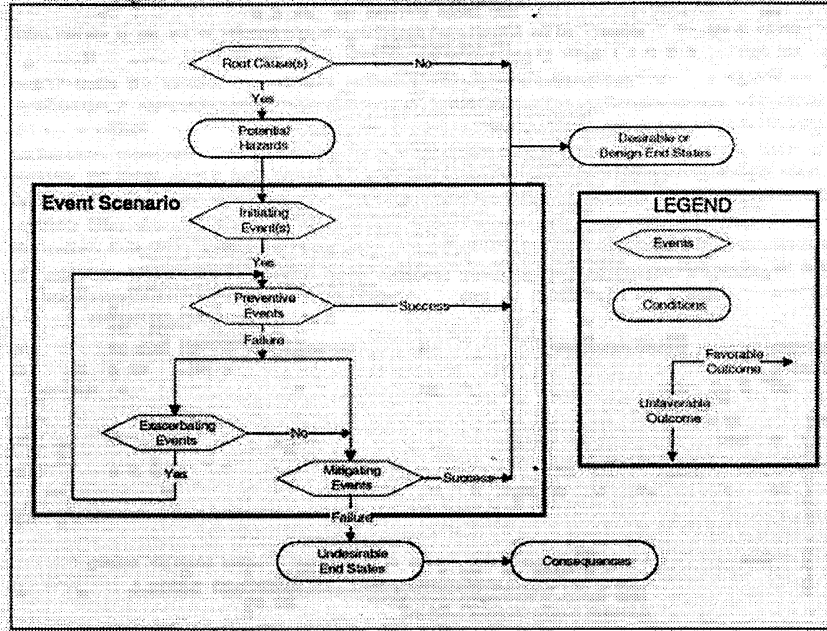 Root Cause(s)
No
Yes
Potential
Hazards
Desirable or
Benign End States
Event Scenario
Initiating
Event(s)
Yes
Preventive
Events
Success
Failure
Exacerbating
Events
No
Yes
Mitigating
Events
Success
Failure
Undesirable
End States
Consequences
LEGEND
Events
Conditions
Favorable
Outcome
Unfavorable
Outcome